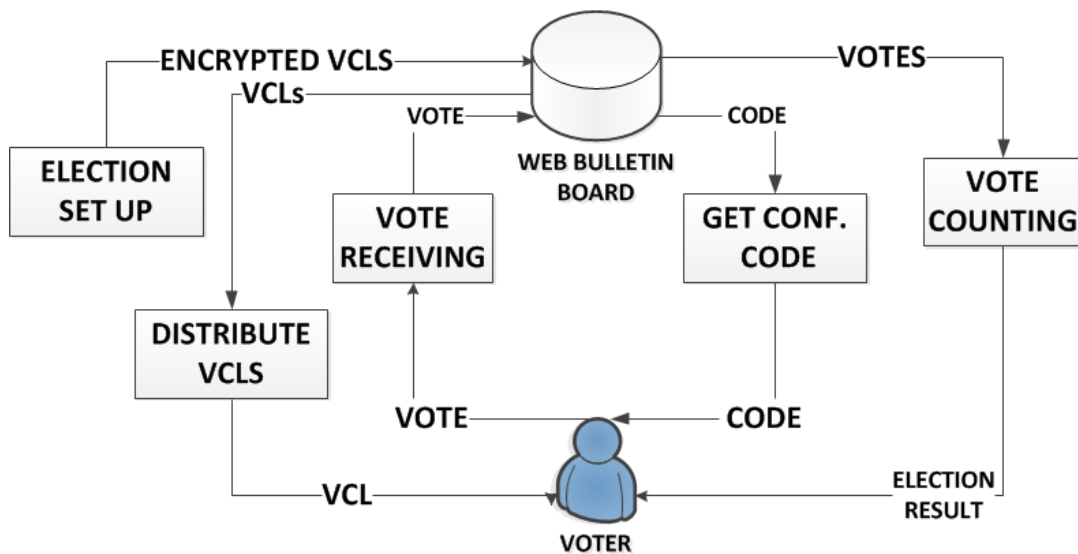 ENCRYPTED VCLS
VOTES
VCLs
VOTE
CODE
WEB BULLETIN
BOARD
ELECTION
SET UP
VOTE
COUNTING
VOTE
RECEIVING
GET CONF.
CODE
DISTRIBUTE
VCLS
VOTE
CODE
VCL
ELECTION
RESULT
VOTER